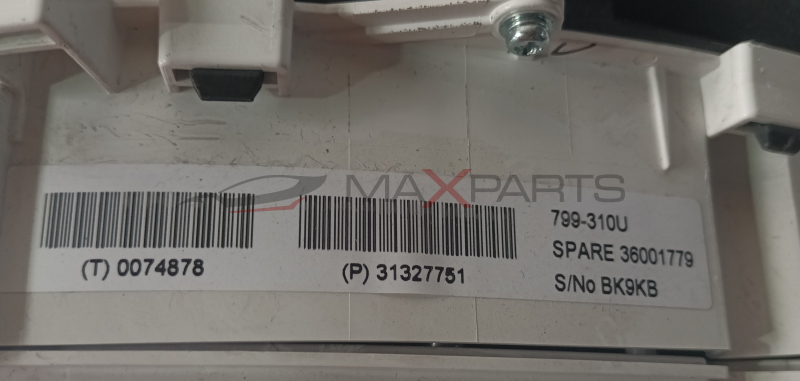 MAXPARTS
799-310U
SPARE 36001779
S/No BK9KB
(T) 0074878
(P) 31327751